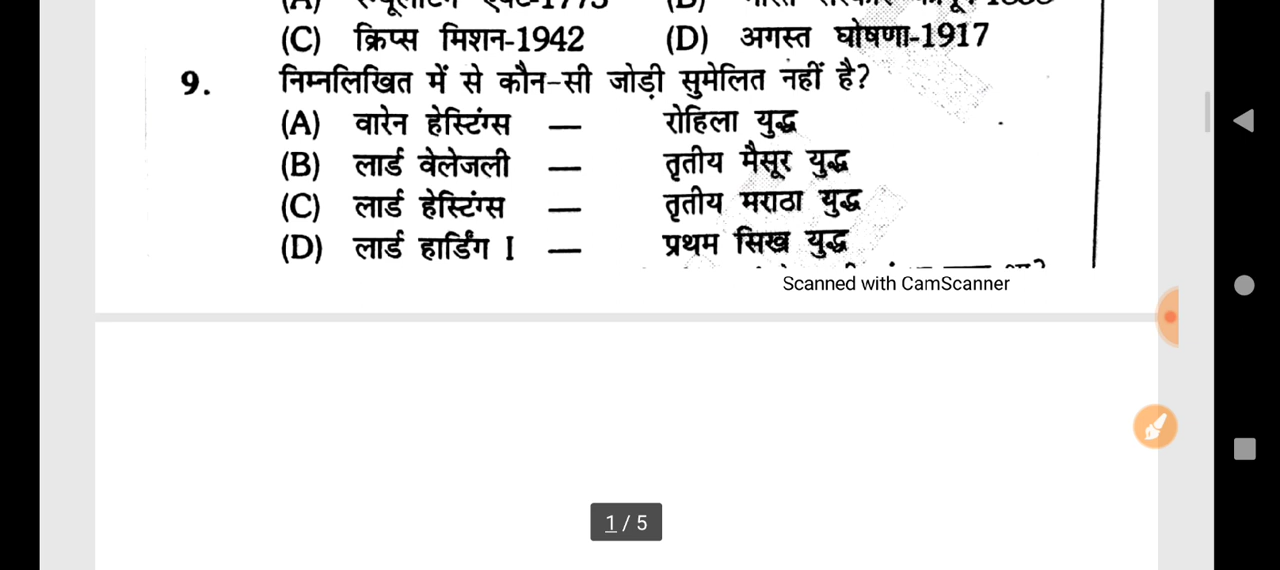 (C) क्रिप्स मिशन-1942 (D) अगस्त घोषणा-1917
9. निम्नलिखित में से कौन-सी जोड़ी सुमेलित नहीं है?
(A) वारेन हेस्टिंग्स — रोहिला युद्ध
(B) लार्ड वेलेजली — तृतीय मैसूर युद्ध
(C) लार्ड हेस्टिंग्स — तृतीय मराठा युद्ध
(D) लार्ड हार्डिंग I — प्रथम सिख युद्ध
Scanned with CamScanner
1 / 5